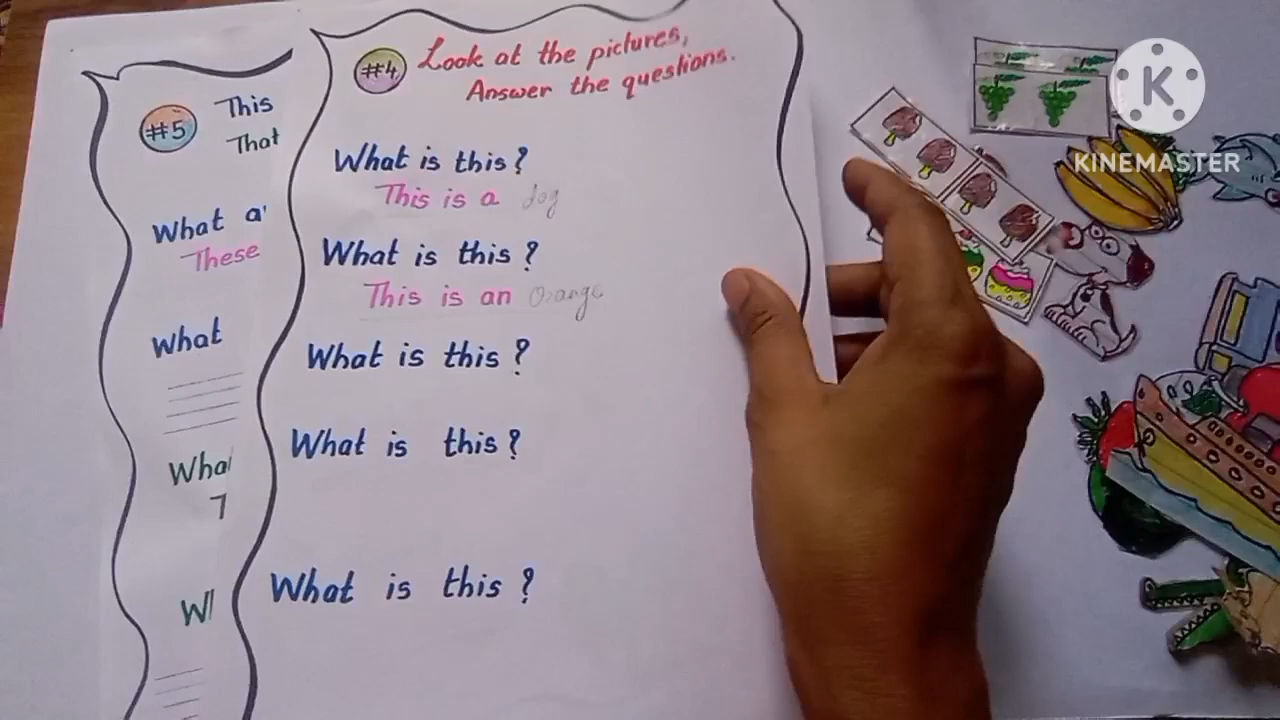 #5 This
That
What a
These
What
#4 Look at the pictures,
Answer the questions.
What is this?
This is a dog
What is this?
This is an Orange
What is this?
What is this?
What is this?
K
KINEMASTER